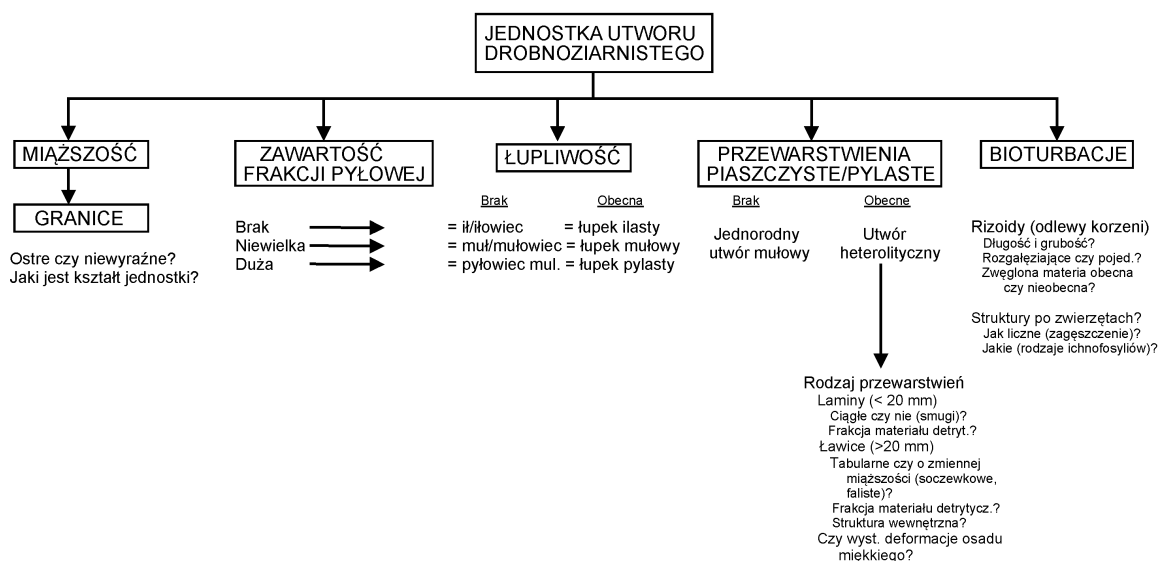 JEDNOSTKA UTWORU
DROBNOZIARNISTEGO
MIĄŻSZOŚĆ
GRANICE
Ostre czy niewyraźne?
Jaki jest kształt jednostki?
ZAWARTOŚĆ
FRAKCJI PYŁOWEJ
ŁUPLIWOŚĆ
Brak Obecna
Brak = ił/iłowiec = łupek ilasty
Niewielka = muł/mułowiec = łupek mułowy
Duża = pyłowiec mul. = łupek pylasty
PRZEWARSTWIENIA
PIASZCZYSTE/PYLASTE
Brak Obecne
Jednorodny Utwór
utwór mułowy heterolityczny
Rodzaj przewarstwień
Laminy (< 20 mm)
Ciągłe czy nie (smugi)?
Frakcja materiału detryt.?
Ławice (>20 mm)
Tabularne czy o zmiennej
miąższości (soczewkowe,
faliste)?
Frakcja materiału detrytycz.?
Struktura wewnętrzna?
Czy wyst. deformacje osadu
miękkiego?
BIOTURBACJE
Rizoidy (odlewy korzeni)
Długość i grubość?
Rozgałęziające czy pojed.?
Zwęglona materia obecna
czy nieobecna?
Struktury po zwierzętach?
Jak liczne (zagęszczenie)?
Jakie (rodzaje ichnofosyliów)?